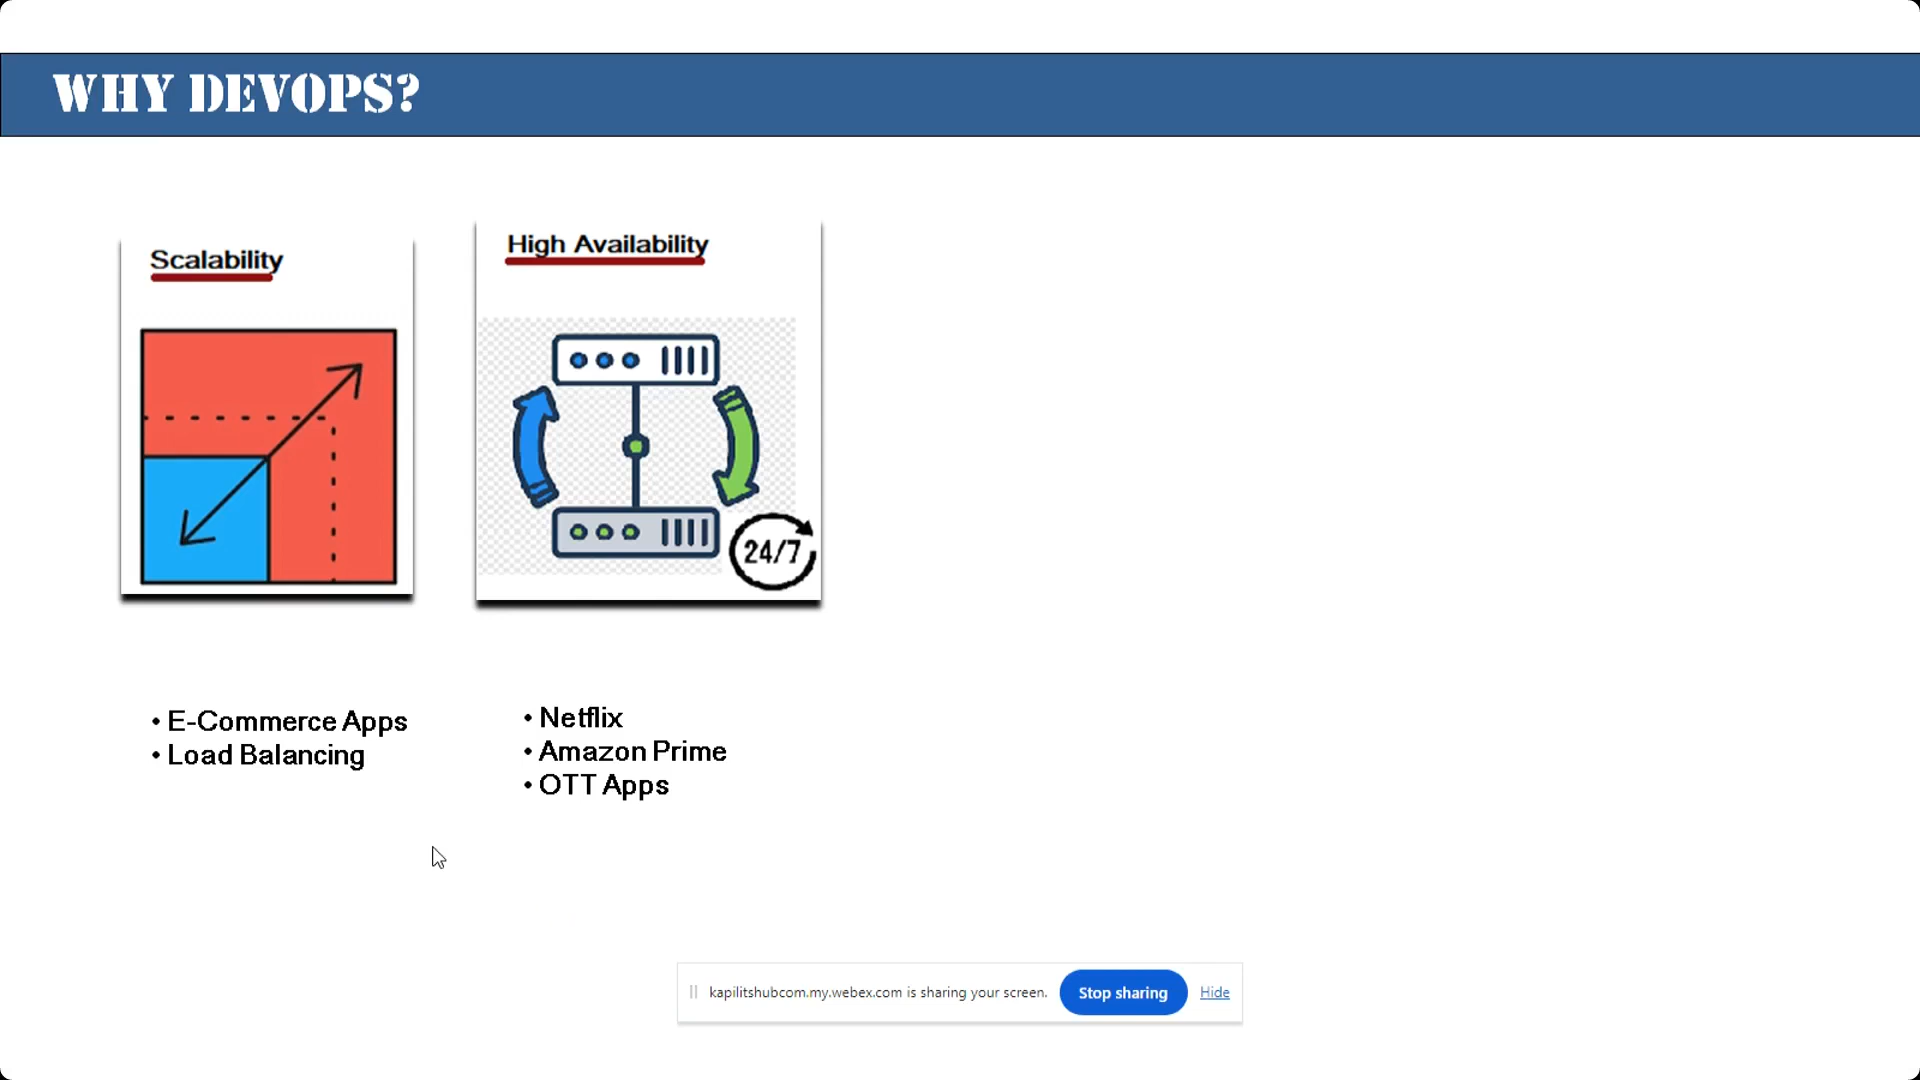 WHY DEVOPS?
Scalability
High Availability
24/7
• E-Commerce Apps
• Load Balancing
• Netflix
• Amazon Prime
• OTT Apps
kapilitshubcom.my.webex.com is sharing your screen.
Stop sharing
Hide